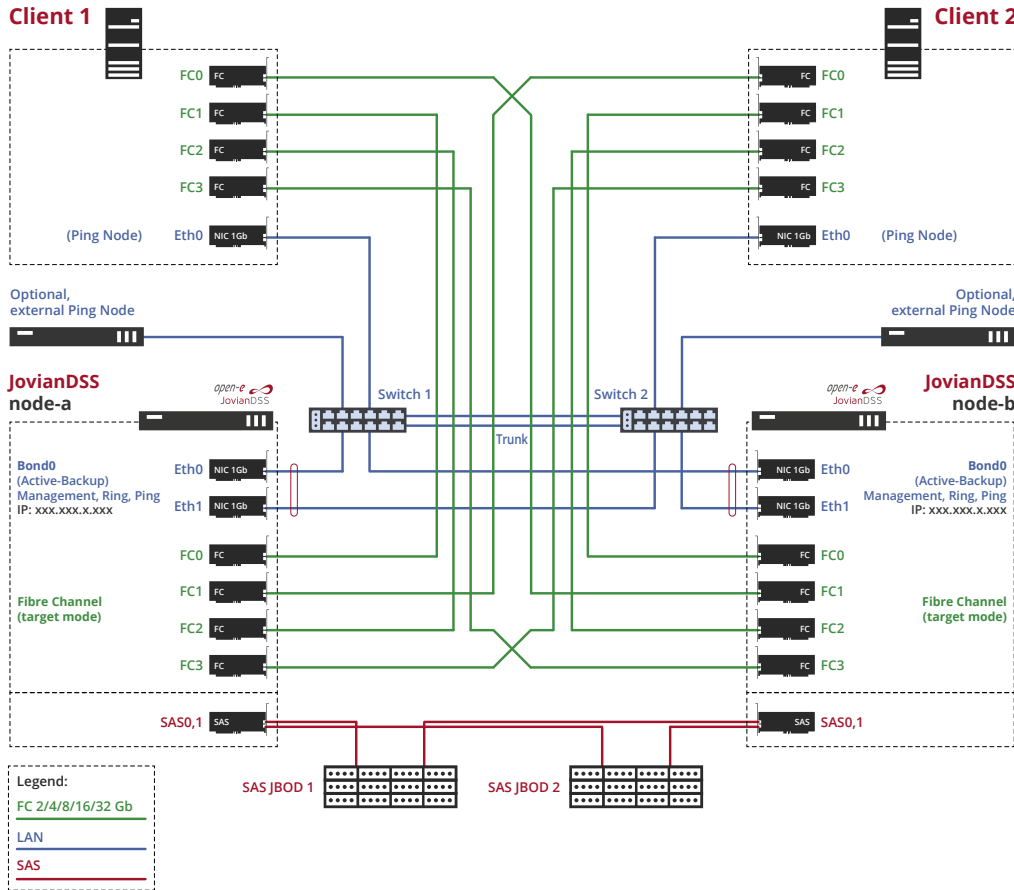 Client 1
Client 2
FC0
FC
FC
FC0
FC1
FC
FC
FC1
FC2
FC
FC
FC2
FC3
FC
FC
FC3
(Ping Node)
Eth0
NIC 1Gb
NIC 1Gb
Eth0
(Ping Node)
Optional,
external Ping Node
Optional,
external Ping Node
JovianDSS
node-a
open-e
JovianDSS
Switch 1
Switch 2
Trunk
open-e
JovianDSS
JovianDSS
node-b
Bond0
(Active-Backup)
Management, Ring, Ping
IP: xxx.xxx.x.xxx
Eth0
NIC 1Gb
Eth1
NIC 1Gb
NIC 1Gb
Eth0
NIC 1Gb
Eth1
Bond0
(Active-Backup)
Management, Ring, Ping
IP: xxx.xxx.x.xxx
FC0
FC
FC
FC0
FC1
FC
FC
FC1
Fibre Channel
(target mode)
Fibre Channel
(target mode)
FC2
FC
FC
FC2
FC3
FC
FC
FC3
SAS0,1
SAS
SAS
SAS0,1
SAS JBOD 1
SAS JBOD 2
Legend:
FC 2/4/8/16/32 Gb
LAN
SAS